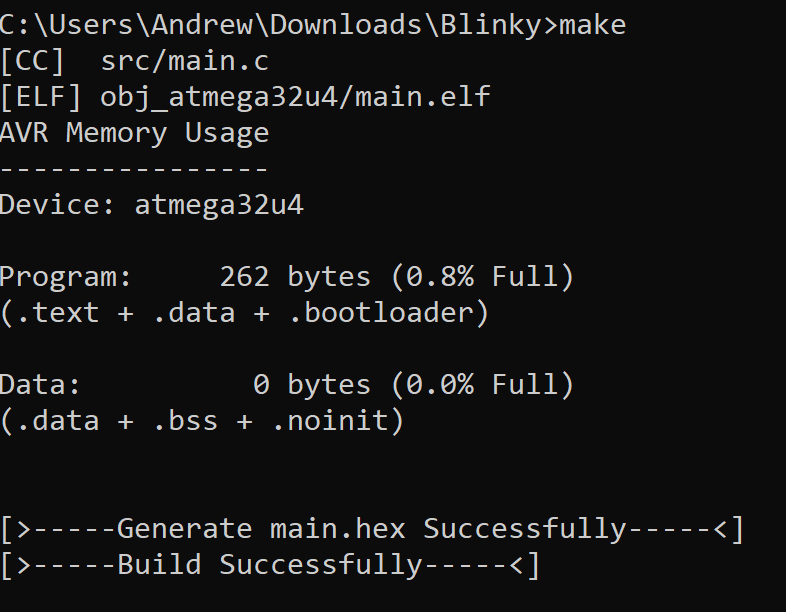 C:\Users\Andrew\Downloads\Blinky>make
[CC]  src/main.c
[ELF] obj_atmega32u4/main.elf
AVR Memory Usage
----------------
Device: atmega32u4
Program:     262 bytes (0.8% Full)
(.text + .data + .bootloader)
Data:          0 bytes (0.0% Full)
(.data + .bss + .noinit)
[>-----Generate main.hex Successfully-----<]
[>-----Build Successfully-----<]